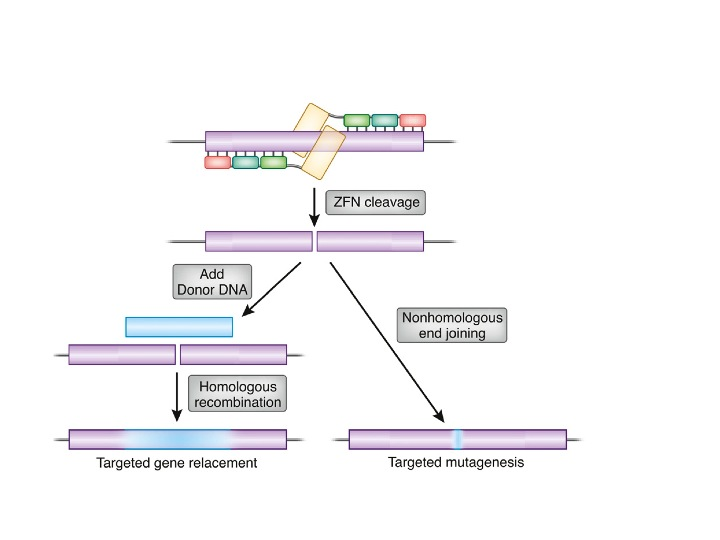 ZFN cleavage
Add
Donor DNA
Nonhomologous
end joining
Homologous
recombination
Targeted gene relacement
Targeted mutagenesis